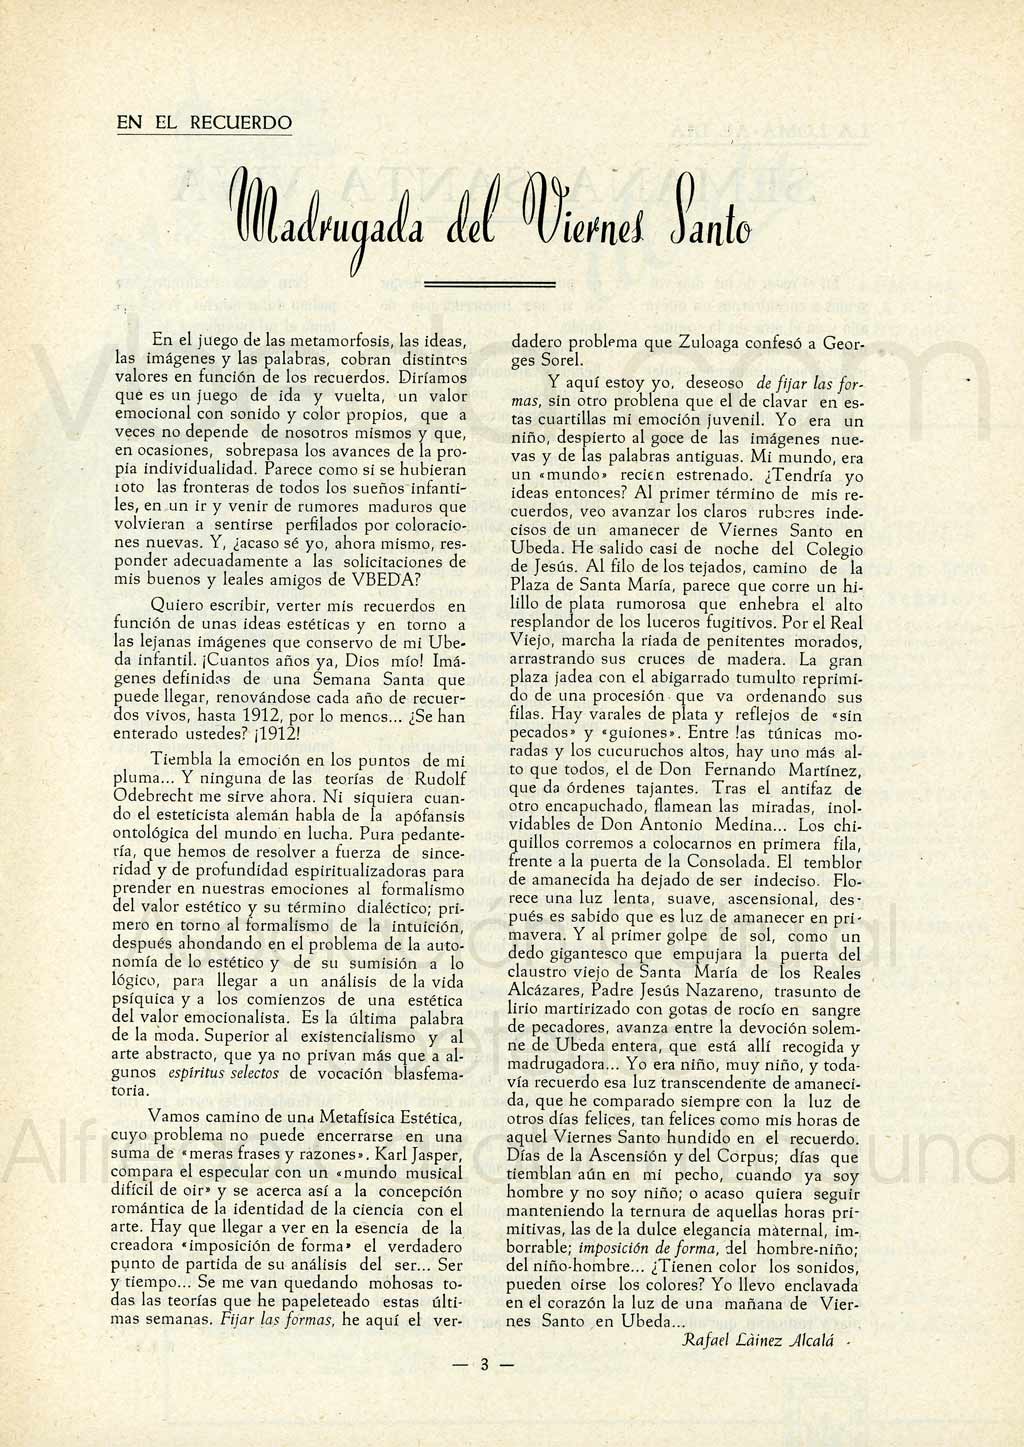 EN EL RECUERDO
Madrugada del Viernes Santo
En el juego de las metamorfosis, las ideas,
las imágenes y las palabras, cobran distintos
valores en función de los recuerdos. Diríamos
que es un juego de ida y vuelta, un valor
emocional con sonido y color propios, que a
veces no depende de nosotros mismos y que,
en ocasiones, sobrepasa los avances de la pro-
pia individualidad. Parece como si se hubieran
roto las fronteras de todos los sueños infanti-
les, en un ir y venir de rumores maduros que
volvieran a sentirse perfilados por coloracio-
nes nuevas. Y, ¿acaso sé yo, ahora mismo, res-
ponder adecuadamente a las solicitaciones de
mis buenos y leales amigos de VBEDA?
Quiero escribir, verter mis recuerdos en
función de unas ideas estéticas y en torno a
las lejanas imágenes que conservo de mi Ube-
da infantil. ¡Cuantos años ya, Dios mío! Imá-
genes definidas de una Semana Santa que
puede llegar, renovándose cada año de recuer-
dos vivos, hasta 1912, por lo menos... ¿Se han
enterado ustedes? ¡1912!
Tiembla la emoción en los puntos de mi
pluma... Y ninguna de las teorías de Rudolf
Odebrecht me sirve ahora. Ni siquiera cuan-
do el esteticista alemán habla de la apófansis
ontológica del mundo en lucha. Pura pedante-
ría, que hemos de resolver a fuerza de since-
ridad y de profundidad espiritualizadoras para
prender en nuestras emociones al formalismo
del valor estético y su término dialéctico; pri-
mero en torno al formalismo de la intuición,
después ahondando en el problema de la auto-
nomía de lo estético y de su sumisión a lo
lógico, para llegar a un análisis de la vida
psíquica y a los comienzos de una estética
del valor emocionalista. Es la última palabra
de la moda. Superior al existencialismo y al
arte abstracto, que ya no privan más que a al-
gunos espíritus selectos de vocación blasfema-
toria.
Vamos camino de una Metafísica Estética,
cuyo problema no puede encerrarse en una
suma de «meras frases y razones». Karl Jasper,
compara el especular con un «mundo musical
difícil de oir» y se acerca así a la concepción
romántica de la identidad de la ciencia con el
arte. Hay que llegar a ver en la esencia de la
creadora «imposición de forma» el verdadero
punto de partida de su análisis del ser... Ser
y tiempo... Se me van quedando mohosas to-
das las teorías que he papeleteado estas últi-
mas semanas. Fijar las formas, he aquí el ver-
dadero problema que Zuloaga confesó a Geor-
ges Sorel.
Y aquí estoy yo, deseoso de fijar las for-
mas, sin otro problena que el de clavar en es-
tas cuartillas mi emoción juvenil. Yo era un
niño, despierto al goce de las imágenes nue-
vas y de las palabras antiguas. Mi mundo, era
un «mundo» recien estrenado. ¿Tendría yo
ideas entonces? Al primer término de mis re-
cuerdos, veo avanzar los claros rubores inde-
cisos de un amanecer de Viernes Santo en
Ubeda. He salido casi de noche del Colegio
de Jesús. Al filo de los tejados, camino de la
Plaza de Santa María, parece que corre un hi-
lillo de plata rumorosa que enhebra el alto
resplandor de los luceros fugitivos. Por el Real
Viejo, marcha la riada de penitentes morados,
arrastrando sus cruces de madera. La gran
plaza jadea con el abigarrado tumulto reprimi-
do de una procesión que va ordenando sus
filas. Hay varales de plata y reflejos de «sin
pecados» y «guiones». Entre las túnicas mo-
radas y los cucuruchos altos, hay uno más al-
to que todos, el de Don Fernando Martínez,
que da órdenes tajantes. Tras el antifaz de
otro encapuchado, flamean las miradas, inol-
vidables de Don Antonio Medina... Los chi-
quillos corremos a colocarnos en primera fila,
frente a la puerta de la Consolada. El temblor
de amanecida ha dejado de ser indeciso. Flo-
rece una luz lenta, suave, ascensional, des-
pués es sabido que es luz de amanecer en pri-
mavera. Y al primer golpe de sol, como un
dedo gigantesco que empujara la puerta del
claustro viejo de Santa María de los Reales
Alcázares, Padre Jesús Nazareno, trasunto de
lirio martirizado con gotas de rocío en sangre
de pecadores, avanza entre la devoción solem-
ne de Ubeda entera, que está allí recogida y
madrugadora... Yo era niño, muy niño, y toda-
vía recuerdo esa luz transcendente de amaneci-
da, que he comparado siempre con la luz de
otros días felices, tan felices como mis horas de
aquel Viernes Santo hundido en el recuerdo.
Días de la Ascensión y del Corpus; días que
tiemblan aún en mi pecho, cuando ya soy
hombre y no soy niño; o acaso quiera seguir
manteniendo la ternura de aquellas horas pri-
mitivas, las de la dulce elegancia maternal, im-
borrable; imposición de forma, del hombre-niño;
del niño-hombre... ¿Tienen color los sonidos,
pueden oirse los colores? Yo llevo enclavada
en el corazón la luz de una mañana de Vier-
nes Santo en Ubeda...
Rafael Láinez Alcalá
— 3 —